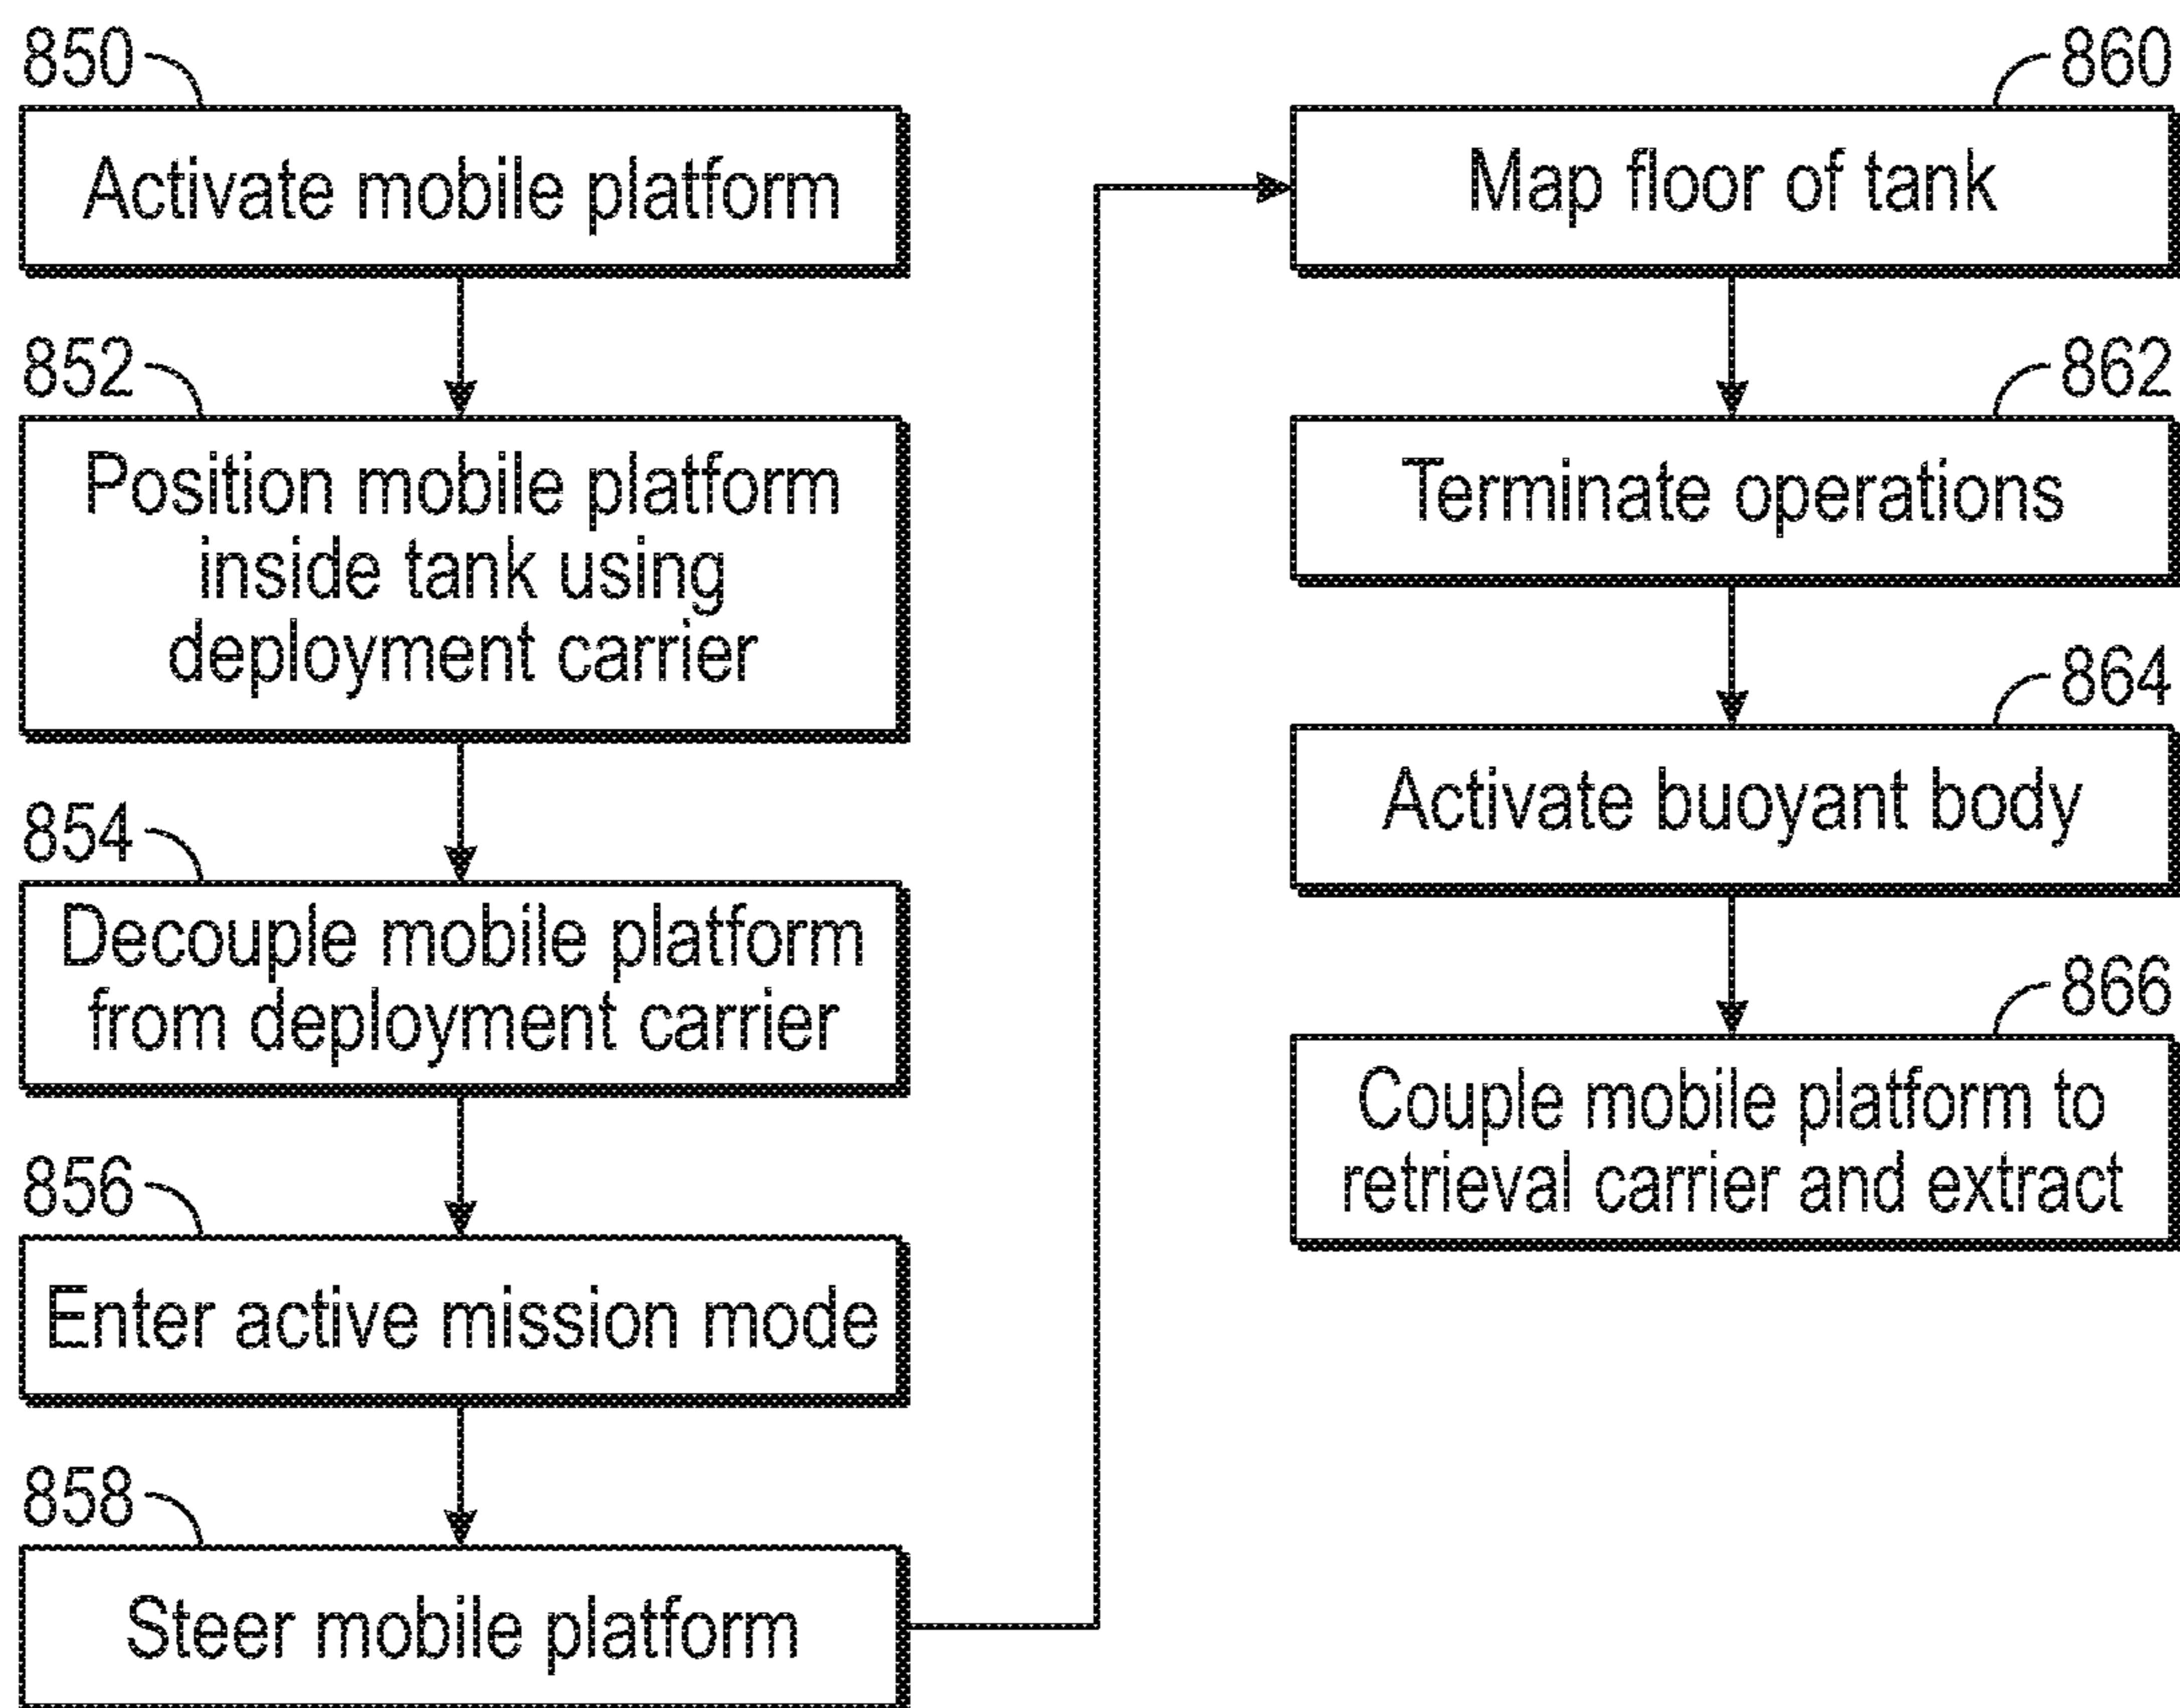 850
Activate mobile platform
852
Position mobile platform
inside tank using
deployment carrier
854
Decouple mobile platform
from deployment carrier
856
Enter active mission mode
858
Steer mobile platform
860
Map floor of tank
862
Terminate operations
864
Activate buoyant body
866
Couple mobile platform to
retrieval carrier and extract